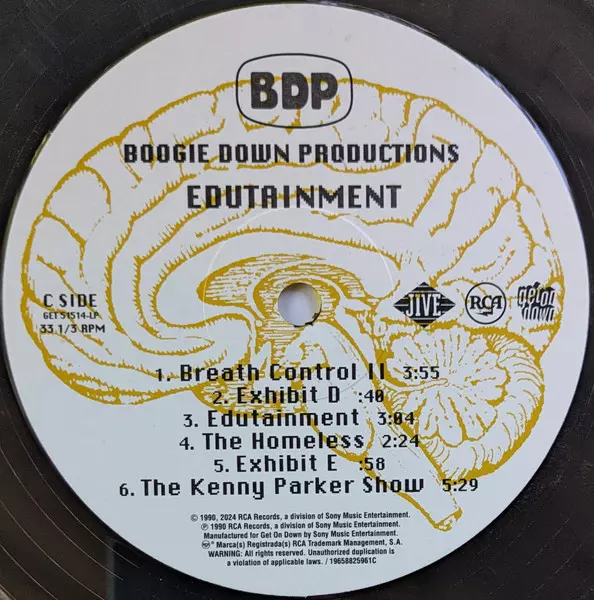 BDP
BOOGIE DOWN PRODUCTIONS
EDUTAINMENT
C SIDE
GET 51514-LP
33 1/3 RPM
JIVE
RCA
get on down
1. Breath Control II 3:55
2. Exhibit D :40
3. Edutainment 3:04
4. The Homeless 2:24
5. Exhibit E :58
6. The Kenny Parker Show 5:29
© 1990, 2024 RCA Records, a division of Sony Music Entertainment.
℗ 1990 RCA Records, a division of Sony Music Entertainment.
Manufactured for Get On Down by Sony Music Entertainment.
RCA® Marca(s) Registrada(s) RCA Trademark Management, S.A.
WARNING: All rights reserved. Unauthorized duplication is
a violation of applicable laws. / 19658825961C